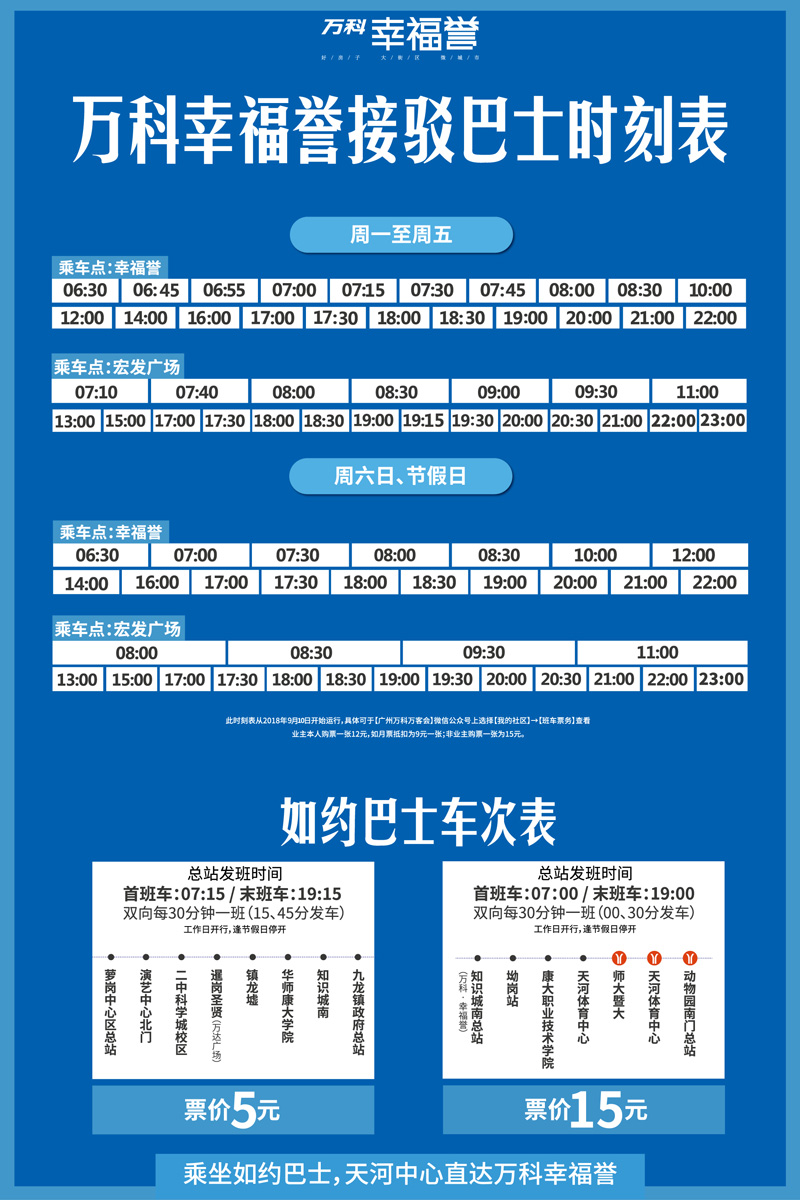 万科 幸福誉
好/房/子 大/街/区 微/城/市
万科幸福誉接驳巴士时刻表
周一至周五
乘车点:幸福誉
06:30 06:45 06:55 07:00 07:15 07:30 07:45 08:00 08:30 10:00
12:00 14:00 16:00 17:00 17:30 18:00 18:30 19:00 20:00 21:00 22:00
乘车点:宏发广场
07:10 07:40 08:00 08:30 09:00 09:30 11:00
13:00 15:00 17:00 17:30 18:00 18:30 19:00 19:15 19:30 20:00 20:30 21:00 22:00 23:00
周六日、节假日
乘车点:幸福誉
06:30 07:00 07:30 08:00 08:30 10:00 12:00
14:00 16:00 17:00 17:30 18:00 18:30 19:00 20:00 21:00 22:00
乘车点:宏发广场
08:00 08:30 09:30 11:00
13:00 15:00 17:00 17:30 18:00 18:30 19:00 19:30 20:00 20:30 21:00 22:00 23:00
此时刻表从2018年9月10日开始运行,具体可于【广州万科万客会】微信公众号上选择【我的社区】→【班车票务】查看
业主本人购票一张12元,如月票抵扣为9元一张;非业主购票一张为15元。
如约巴士车次表
总站发班时间
首班车:07:15 / 末班车:19:15
双向每30分钟一班(15、45分发车)
工作日开行,逢节假日停开
萝岗中心区总站
演艺中心北门
二中科学城校区
暹岗圣贤(万达广场)
镇龙墟
华师康大学院
知识城南
九龙镇政府总站
票价5元
总站发班时间
首班车:07:00 / 末班车:19:00
双向每30分钟一班(00、30分发车)
工作日开行,逢节假日停开
知识城南总站
(万科·幸福誉)
坳岗站
康大职业技术学院
天河体育中心
师大暨大
天河体育中心
动物园南门总站
票价15元
乘坐如约巴士,天河中心直达万科幸福誉